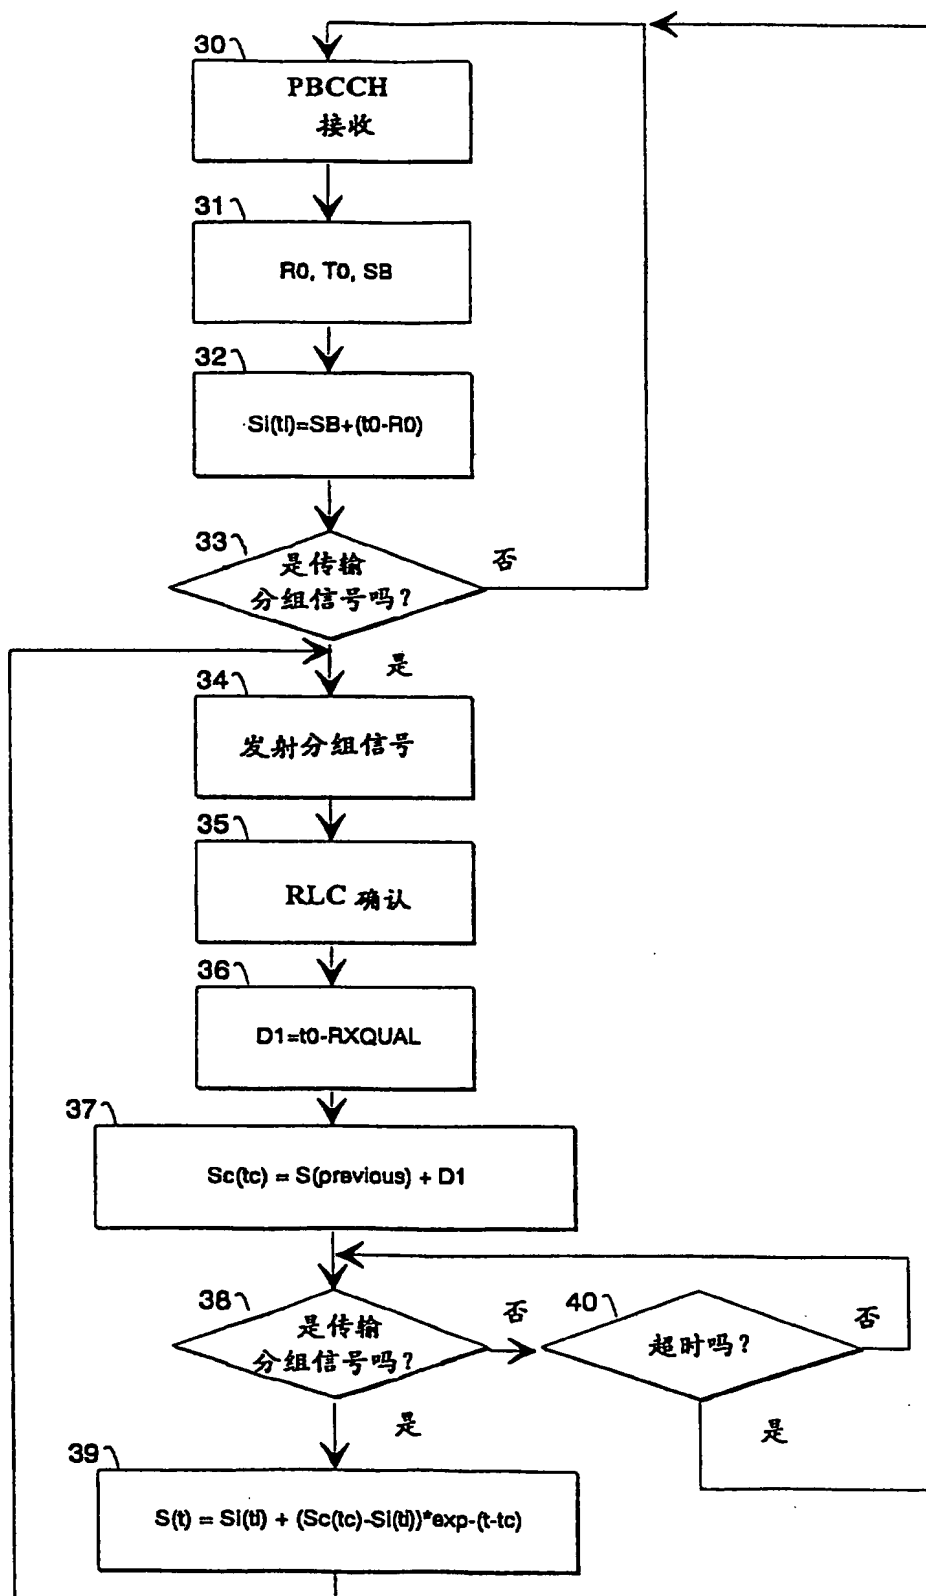 30
PBCCH
接收
31
R0, T0, SB
32
Si(ti)=SB+(t0-R0)
33
是传输
分组信号吗？
否
是
34
发射分组信号
35
RLC 确认
36
D1=t0-RXQUAL
37
Sc(tc) = S(previous) + D1
38
是传输
分组信号吗？
否
是
40
超时吗？
否
是
39
S(t) = Si(ti) + (Sc(tc)-Si(ti))*exp-(t-tc)